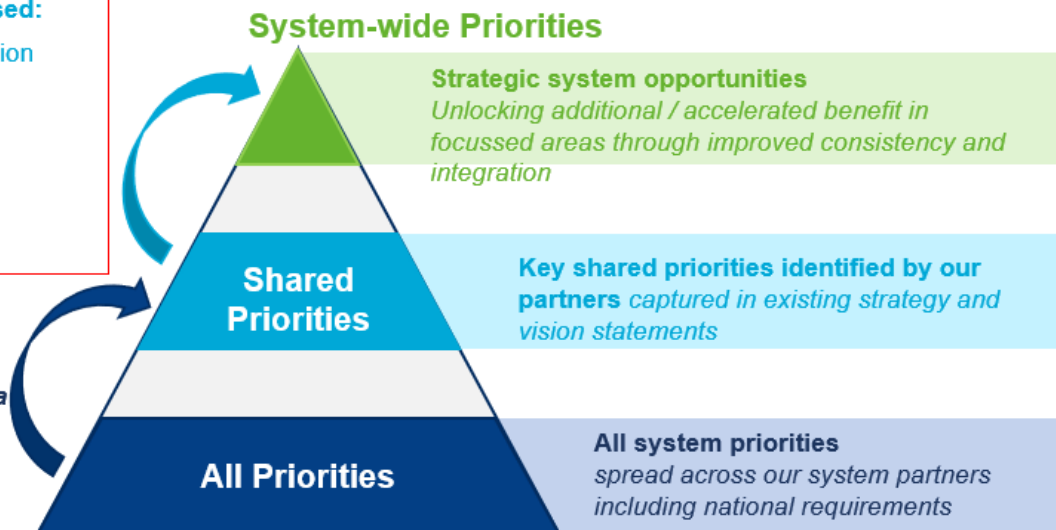 sed:
ion
System-wide Priorities
Strategic system opportunities
Unlocking additional / accelerated benefit in
focussed areas through improved consistency and
integration
Shared
Priorities
Key shared priorities identified by our
partners captured in existing strategy and
vision statements
a
All Priorities
All system priorities
spread across our system partners
including national requirements